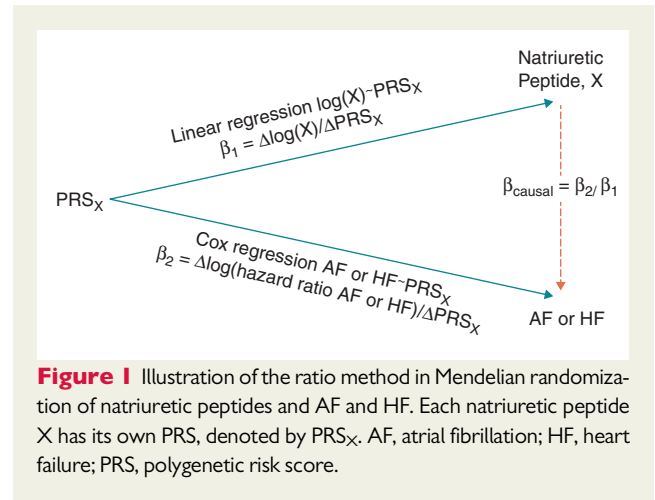 Natriuretic
Peptide, X
Linear regression log(X)~PRSX
β1 = Δlog(X)/ΔPRSX
βcausal = β2/ β1
PRSX
Cox regression AF or HF~PRSX
β2 = Δlog(hazard ratio AF or HF)/ΔPRSX
AF or HF
Figure 1 Illustration of the ratio method in Mendelian randomiza-
tion of natriuretic peptides and AF and HF. Each natriuretic peptide
X has its own PRS, denoted by PRSX. AF, atrial fibrillation; HF, heart
failure; PRS, polygenetic risk score.